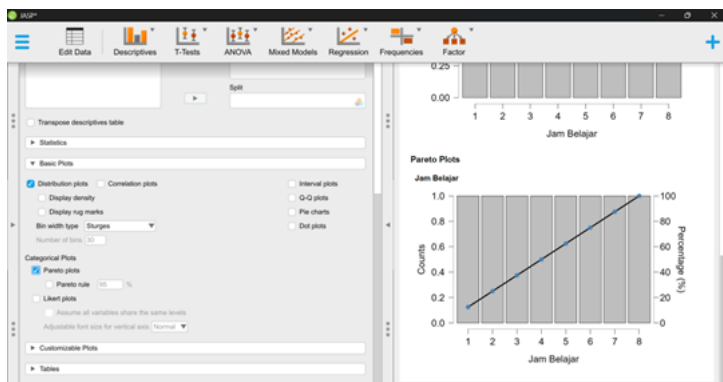 JASP*
Edit Data
Descriptives
T-Tests
ANOVA
Mixed Models
Regression
Frequencies
Factor
Split
Transpose descriptives table
Statistics
Basic Plots
Distribution plots Correlation plots Interval plots
Display density Q-Q plots
Display rug marks Pie charts
Bin width type Sturges Dot plots
Number of bins 30
Categorical Plots
Pareto plots
Pareto rule 95 %
Likert plots
Assume all variables share the same levels
Adjustable font size for vertical axis Normal
Customizable Plots
Tables
0.25
0.00
1 2 3 4 5 6 7 8
Jam Belajar
Pareto Plots
Jam Belajar
1.0 100
0.8 80
0.6 60
0.4 40
0.2 20
0.0 0
Counts
Percentage (%)
1 2 3 4 5 6 7 8
Jam Belajar